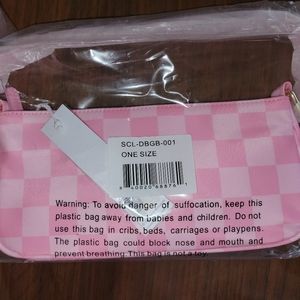 SCL-DBGB-001
ONE SIZE
Warning: To avoid danger of suffocation, keep this
plastic bag away from babies and children. Do not
use this bag in cribs, beds, carriages or playpens.
The plastic bag could block nose and mouth and
prevent breathing. This bag is not a toy.